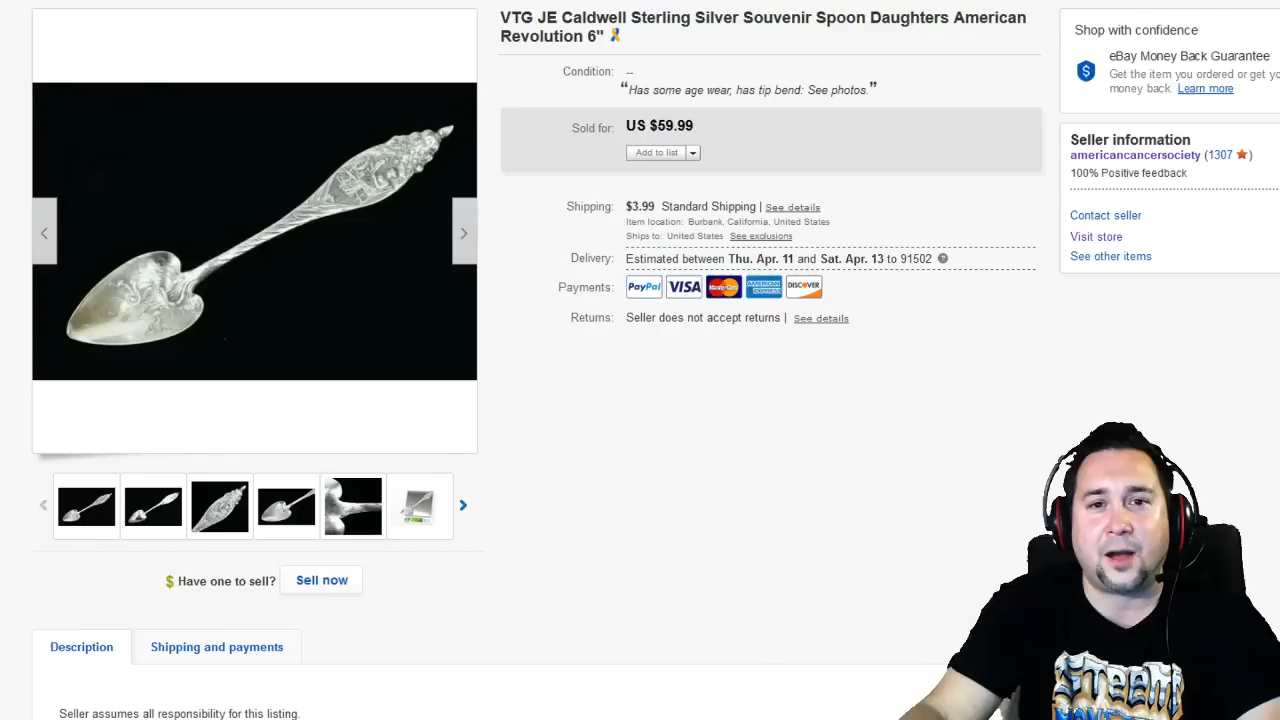 VTG JE Caldwell Sterling Silver Souvenir Spoon Daughters American
Revolution 6"
Condition: --
“Has some age wear, has tip bend: See photos.”
Sold for: US $59.99
Add to list
Shipping: $3.99 Standard Shipping | See details
Item location: Burbank, California, United States
Ships to: United States See exclusions
Delivery: Estimated between Thu. Apr. 11 and Sat. Apr. 13 to 91502
Payments: PayPal VISA MasterCard AMERICAN EXPRESS DISCOVER
Returns: Seller does not accept returns | See details
Shop with confidence
eBay Money Back Guarantee
Get the item you ordered or get
money back. Learn more
Seller information
americancancersociety (1307)
100% Positive feedback
Contact seller
Visit store
See other items
$ Have one to sell? Sell now
Description
Shipping and payments
Seller assumes all responsibility for this listing.
STEEM